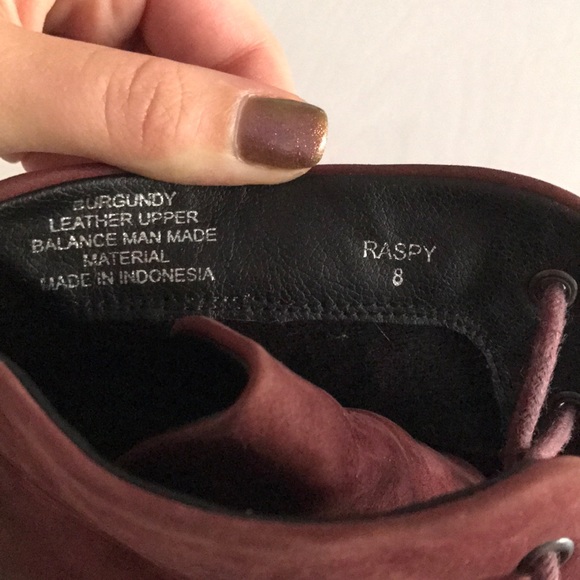 BURGUNDY
LEATHER UPPER
BALANCE MAN MADE
MATERIAL
MADE IN INDONESIA
RASPY
8